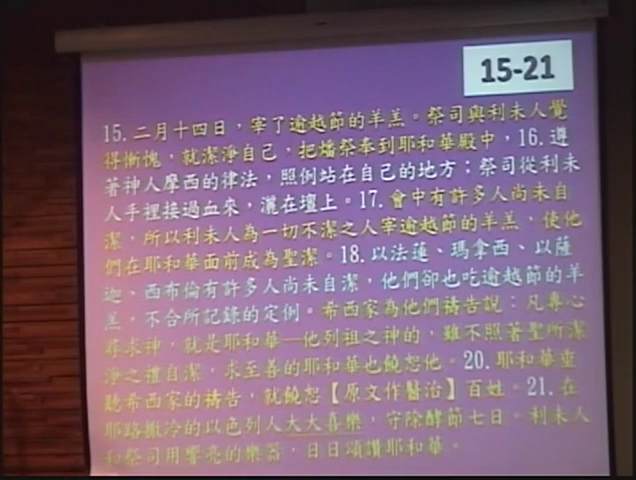 15-21
15. 二月十四日，宰了逾越節的羊羔。祭司與利未人覺
得慚愧，就潔淨自己，把燔祭奉到耶和華殿中，16. 遵
著神人摩西的律法，照例站在自己的地方；祭司從利未
人手裡接過血來，灑在壇上。17. 會中有許多人尚未自
潔，所以利未人為一切不潔之人宰逾越節的羊羔，使他
們在耶和華面前成為聖潔。18. 以法蓮、瑪拿西、以薩
迦、西布倫有許多人尚未自潔，他們卻也吃逾越節的羊
羔，不合所記錄的定例。希西家為他們禱告說：凡專心
尋求神，就是耶和華—他列祖之神的，雖不照著聖所潔
淨之禮自潔，求至善的耶和華也饒恕他。20. 耶和華垂
聽希西家的禱告，就饒恕【原文作醫治】百姓。21. 在
耶路撒冷的以色列人大大喜樂，守除酵節七日。利未人
和祭司用響亮的樂器，日日頌讚耶和華。